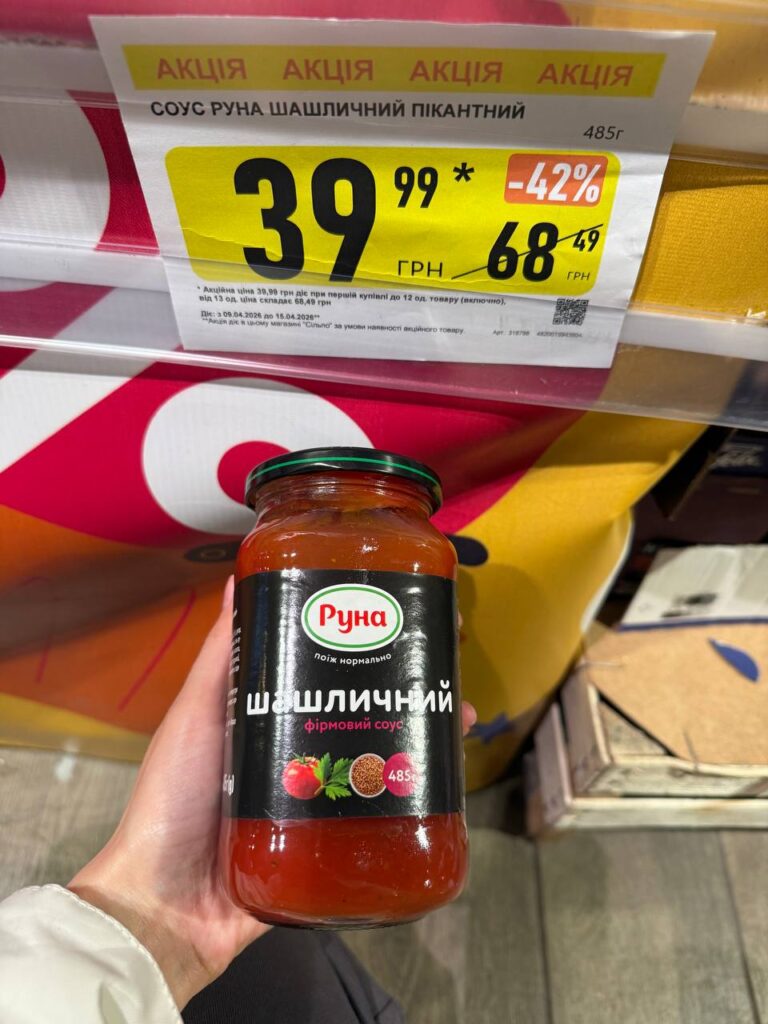 АКЦІЯ АКЦІЯ АКЦІЯ АКЦІЯ
СОУС РУНА ШАШЛИЧНИЙ ПІКАНТНИЙ
485г
39 99 * ГРН
-42%
68 49 ГРН
* Акційна ціна 39,99 грн діє при першій купівлі до 12 од. товару (включно),
від 13 од. ціна складає 68,49 грн
Діє: з 09.04.2026 до 15.04.2026**
**Акція діє в цьому магазині "Сільпо" за умови наявності акційного товару.
Арт.
Руна
поїж нормально
шашличний
фірмовий соус
485г